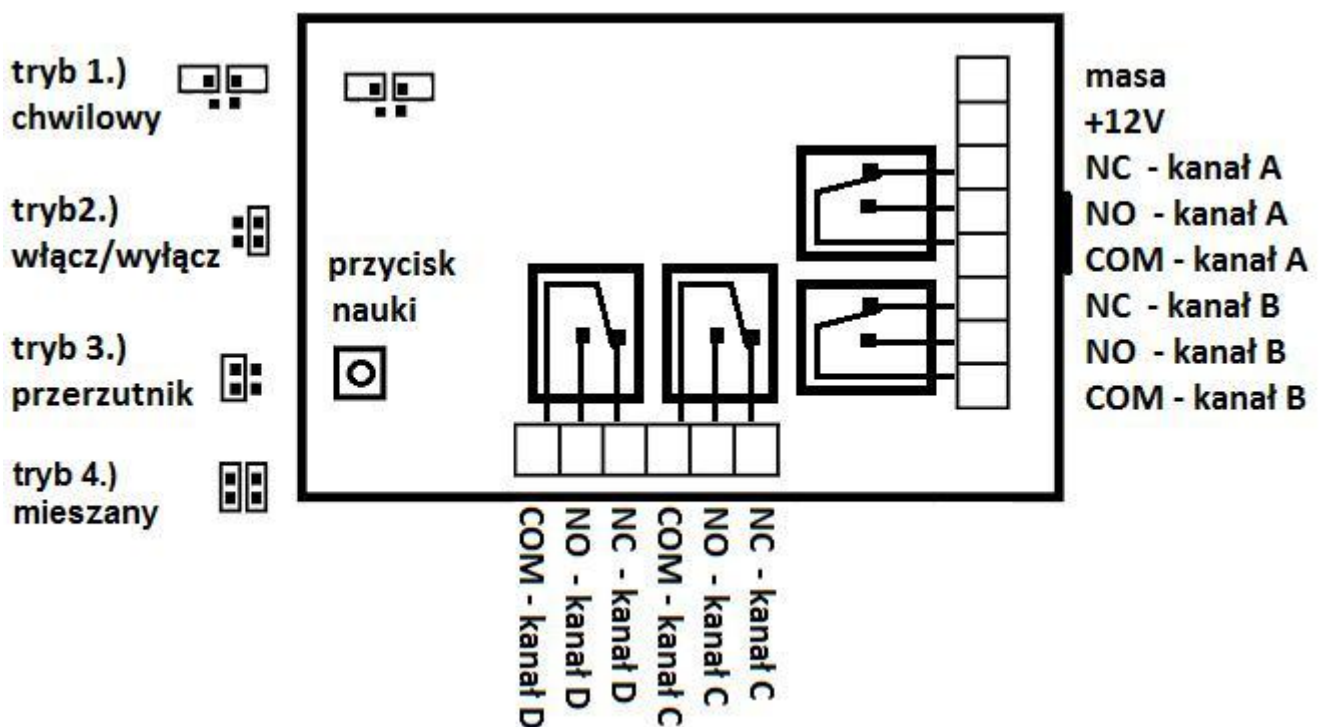 tryb 1.)
chwilowy
tryb2.)
włącz/wyłącz
tryb 3.)
przerzutnik
tryb 4.)
mieszany
przycisk
nauki
masa
+12V
NC - kanał A
NO - kanał A
COM - kanał A
NC - kanał B
NO - kanał B
COM - kanał B
COM - kanał D
NO - kanał D
NC - kanał D
COM - kanał C
NO - kanał C
NC - kanał C